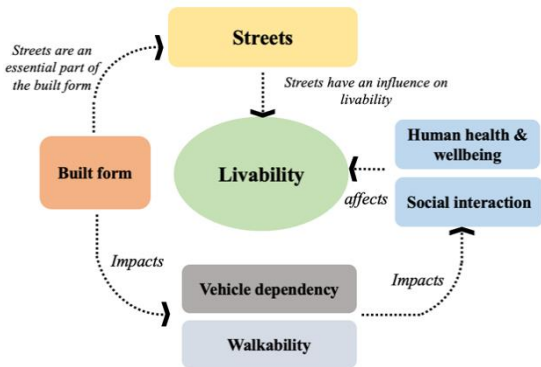 Streets
Streets are an
essential part of
the built form
Streets have an influence on
livability
Human health &
wellbeing
Built form
Livability
affects
Social interaction
Impacts
Vehicle dependency
Impacts
Walkability